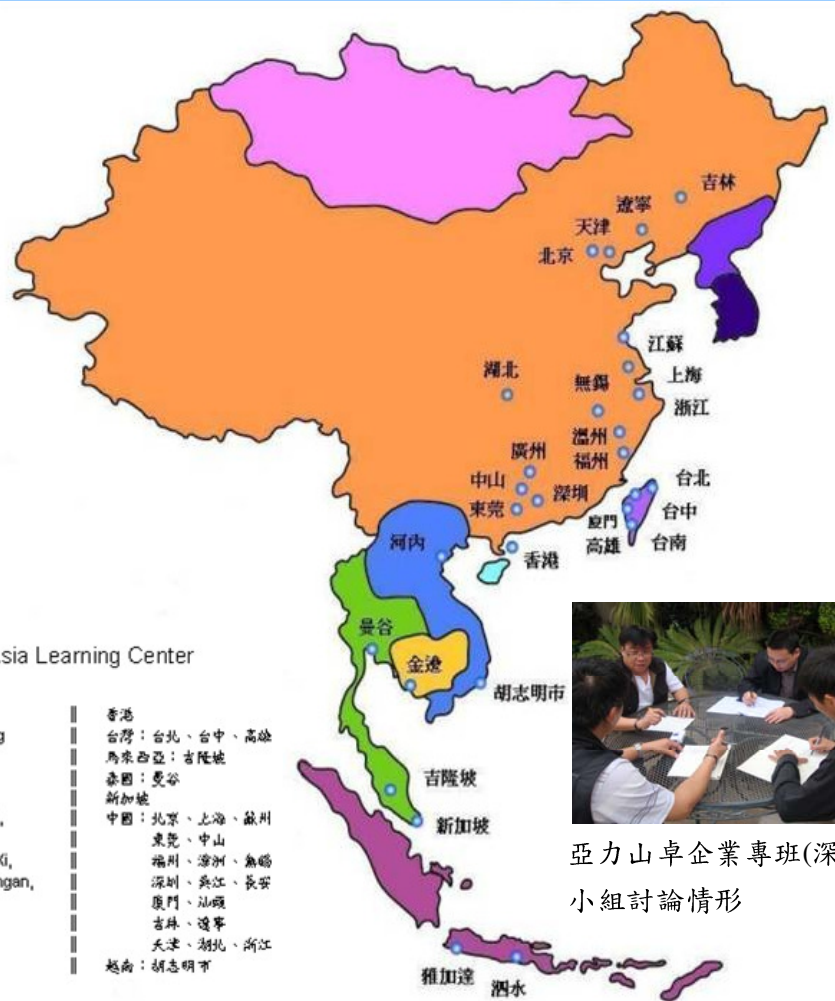 吉林
遼寧
天津
北京
江蘇
湖北
上海
無錫
浙江
溫州
廣州
福州
中山
深圳
台北
東莞
台中
廈門
高雄
台南
香港
河內
曼谷
金邊
胡志明市
吉隆坡
新加坡
雅加達
泗水
sia Learning Center
香港
台灣：台北、台中、高雄
馬來西亞：吉隆坡
泰國：曼谷
新加坡
中國：北京、上海、蘇州
東莞、中山
福州、漳洲、無錫
深圳、吳江、長安
廈門、汕頭
吉林、遼寧
天津、湖北、浙江
越南：胡志明市
g
,
Xi,
ngan,
亞力山卓企業專班(深
小組討論情形